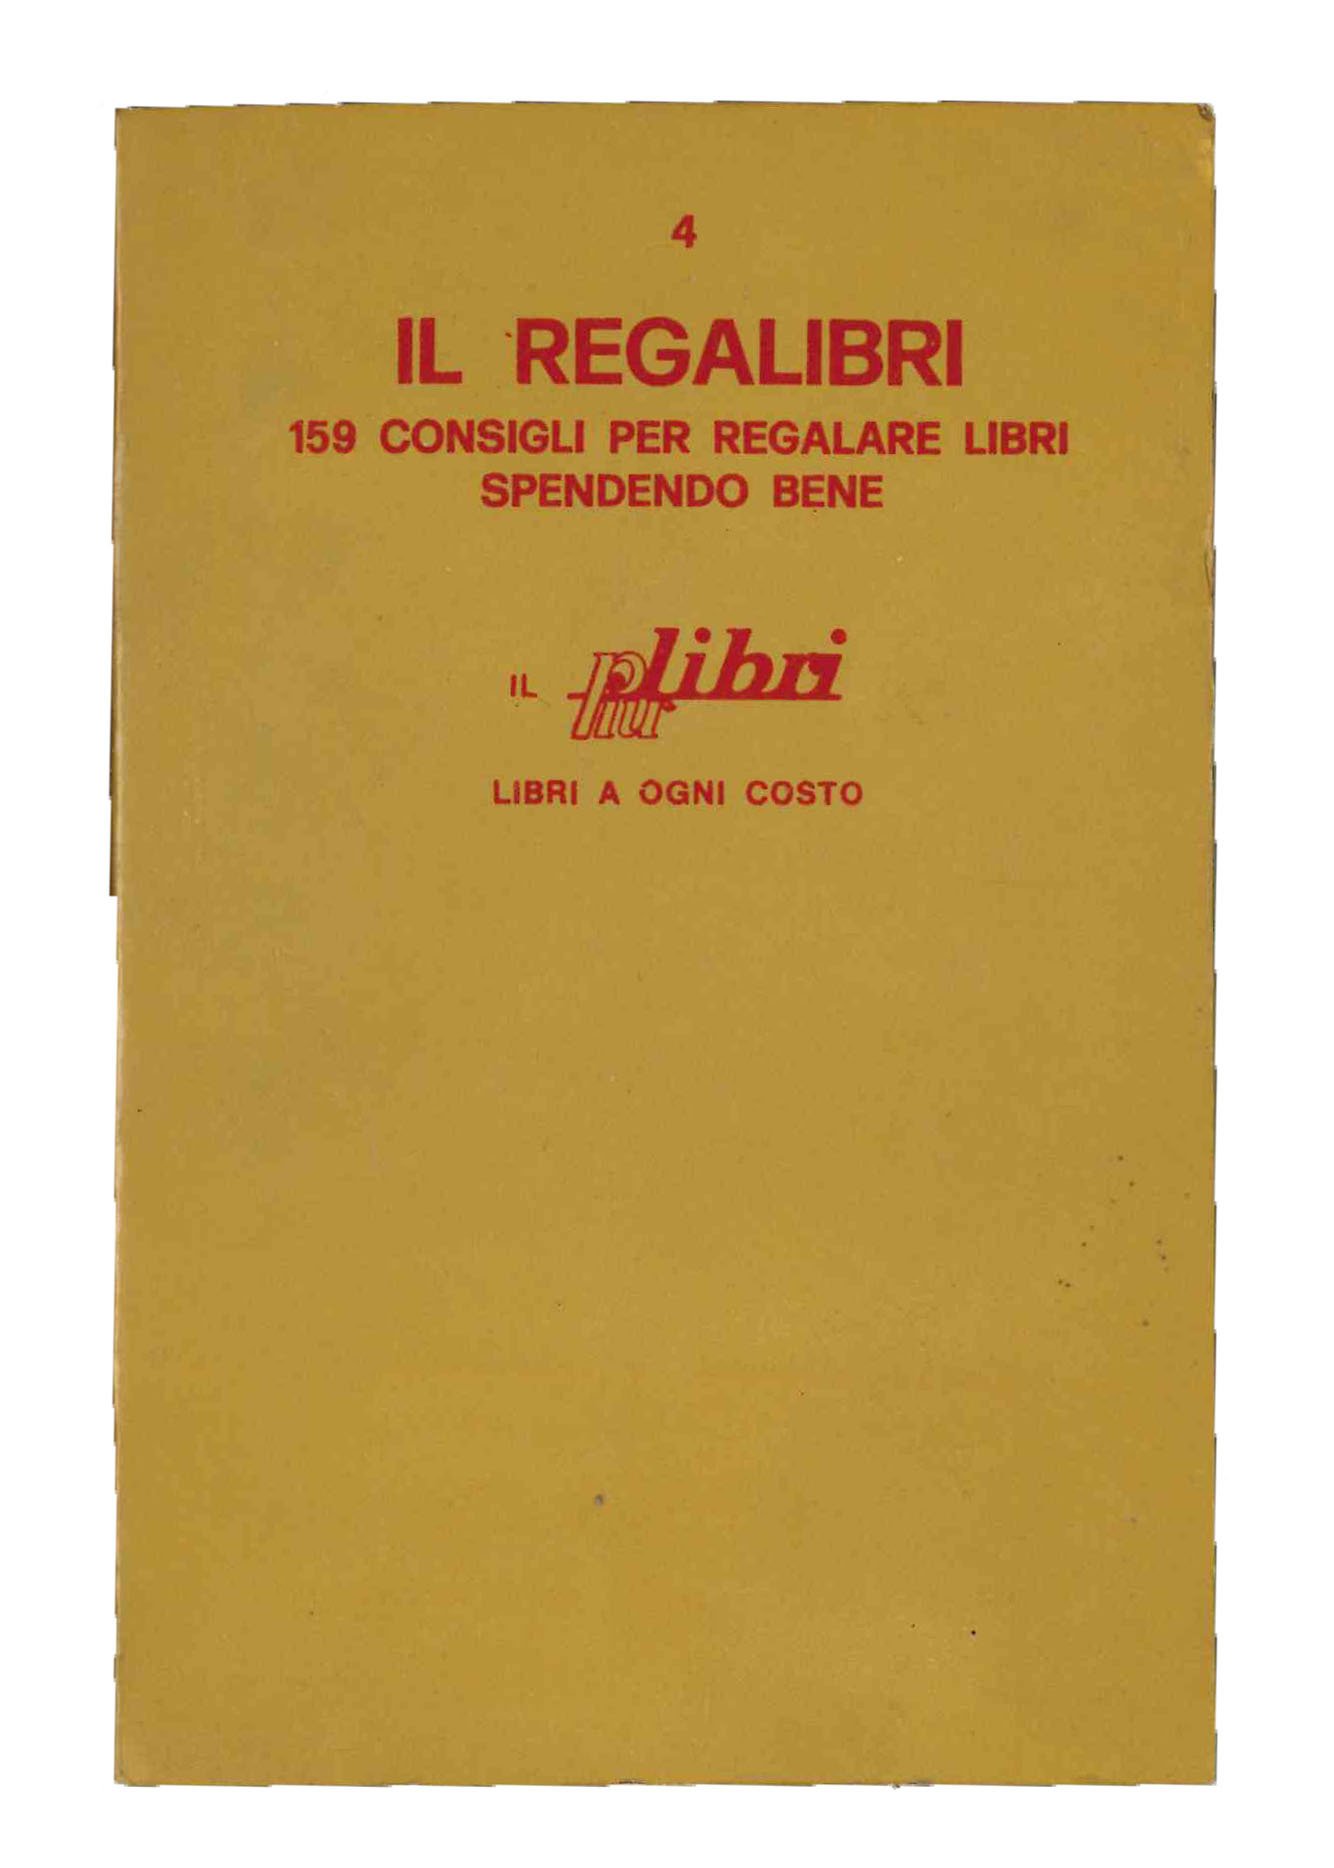 4
IL REGALIBRI
159 CONSIGLI PER REGALARE LIBRI
SPENDENDO BENE
IL libri
LIBRI A OGNI COSTO